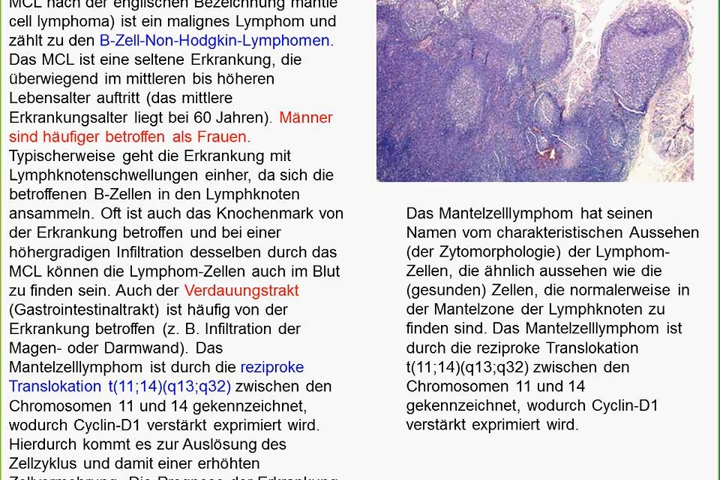 MCL nach der englischen Bezeichnung mantle
cell lymphoma) ist ein malignes Lymphom und
zählt zu den B-Zell-Non-Hodgkin-Lymphomen.
Das MCL ist eine seltene Erkrankung, die
überwiegend im mittleren bis höheren
Lebensalter auftritt (das mittlere
Erkrankungsalter liegt bei 60 Jahren). Männer
sind häufiger betroffen als Frauen.
Typischerweise geht die Erkrankung mit
Lymphknotenschwellungen einher, da sich die
betroffenen B-Zellen in den Lymphknoten
ansammeln. Oft ist auch das Knochenmark von
der Erkrankung betroffen und bei einer
höhergradigen Infiltration desselben durch das
MCL können die Lymphom-Zellen auch im Blut
zu finden sein. Auch der Verdauungstrakt
(Gastrointestinaltrakt) ist häufig von der
Erkrankung betroffen (z. B. Infiltration der
Magen- oder Darmwand). Das
Mantelzelllymphom ist durch die reziproke
Translokation t(11;14)(q13;q32) zwischen den
Chromosomen 11 und 14 gekennzeichnet,
wodurch Cyclin-D1 verstärkt exprimiert wird.
Hierdurch kommt es zur Auslösung des
Zellzyklus und damit einer erhöhten
Zellvermehrung. Die Prognose der Erkrankung
Das Mantelzelllymphom hat seinen
Namen vom charakteristischen Aussehen
(der Zytomorphologie) der Lymphom-
Zellen, die ähnlich aussehen wie die
(gesunden) Zellen, die normalerweise in
der Mantelzone der Lymphknoten zu
finden sind. Das Mantelzelllymphom ist
durch die reziproke Translokation
t(11;14)(q13;q32) zwischen den
Chromosomen 11 und 14
gekennzeichnet, wodurch Cyclin-D1
verstärkt exprimiert wird.